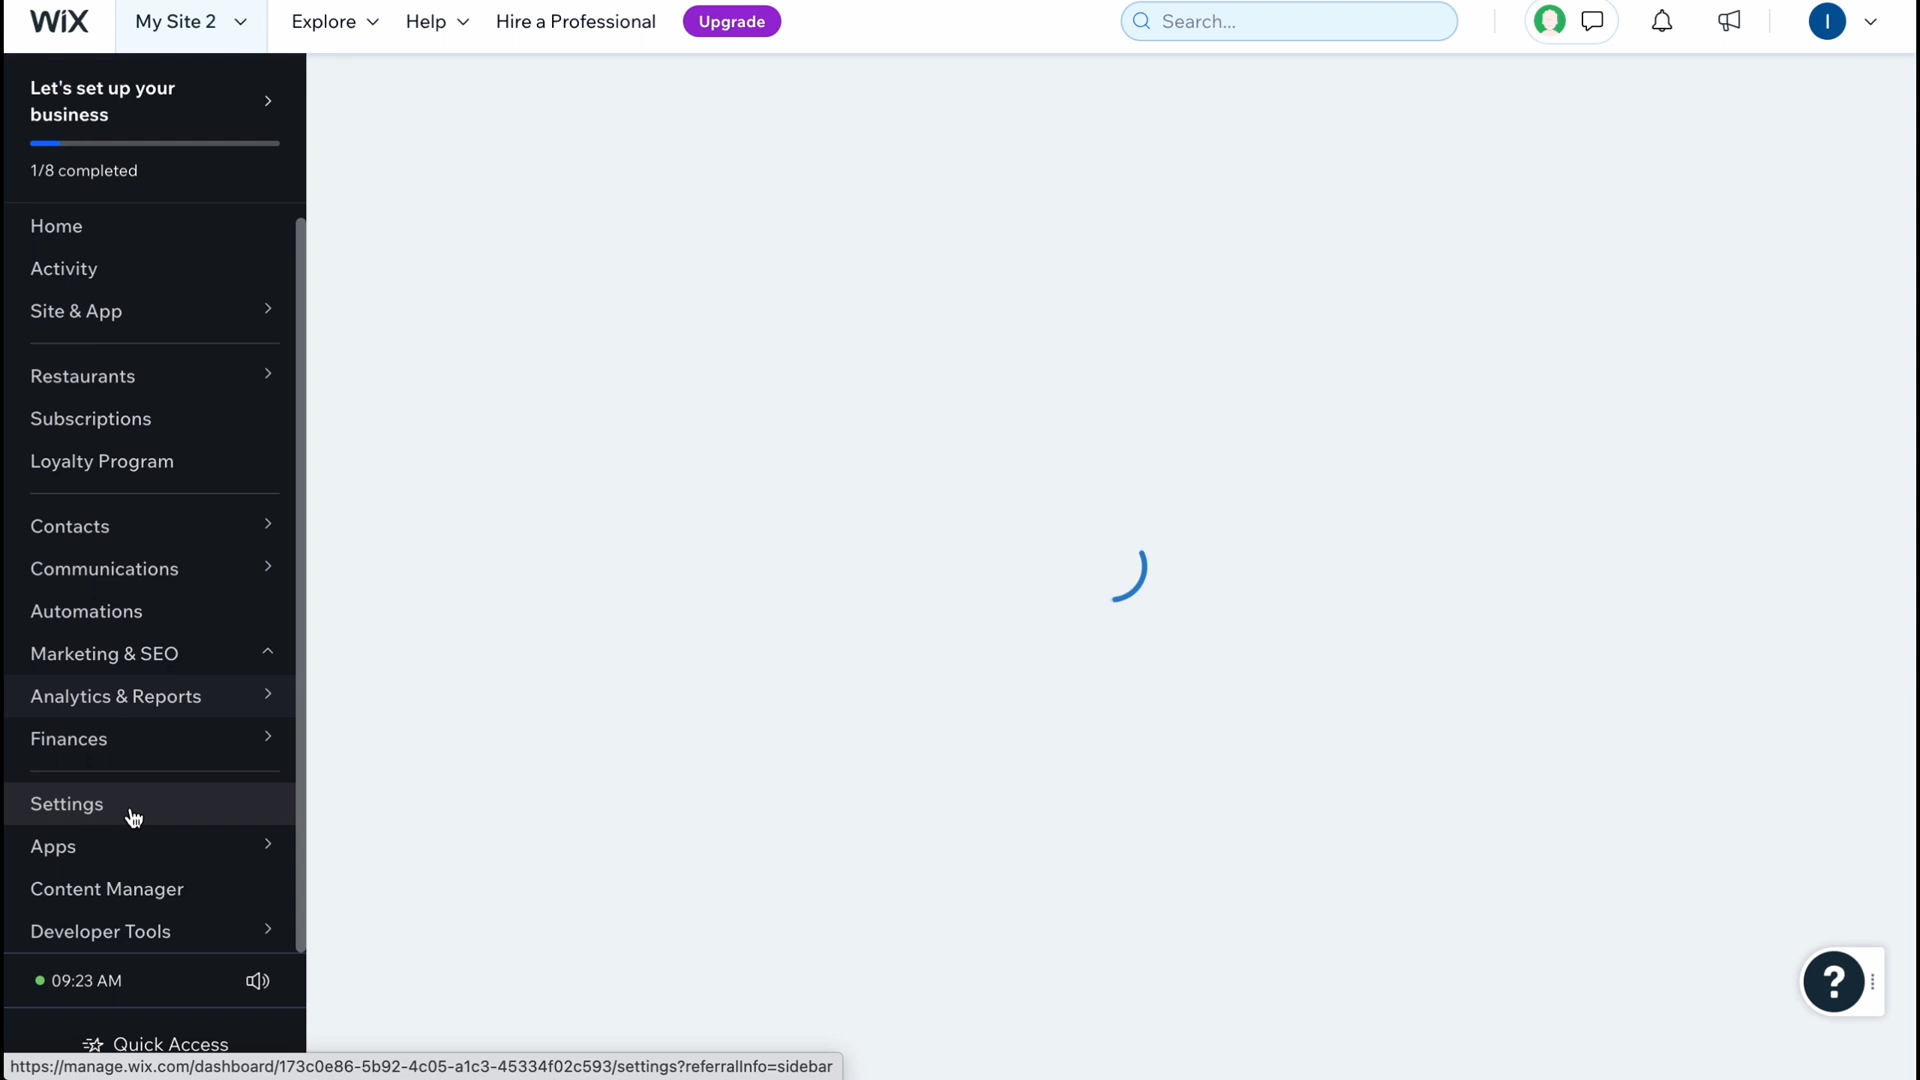 WiX
My Site 2
Explore
Help
Hire a Professional
Upgrade
Search...
I
Let's set up your
business
1/8 completed
Home
Activity
Site & App
Restaurants
Subscriptions
Loyalty Program
Contacts
Communications
Automations
Marketing & SEO
Analytics & Reports
Finances
Settings
Apps
Content Manager
Developer Tools
09:23 AM
Quick Access
?
https://manage.wix.com/dashboard/173c0e86-5b92-4c05-a1c3-45334f02c593/settings?referralInfo=sidebar